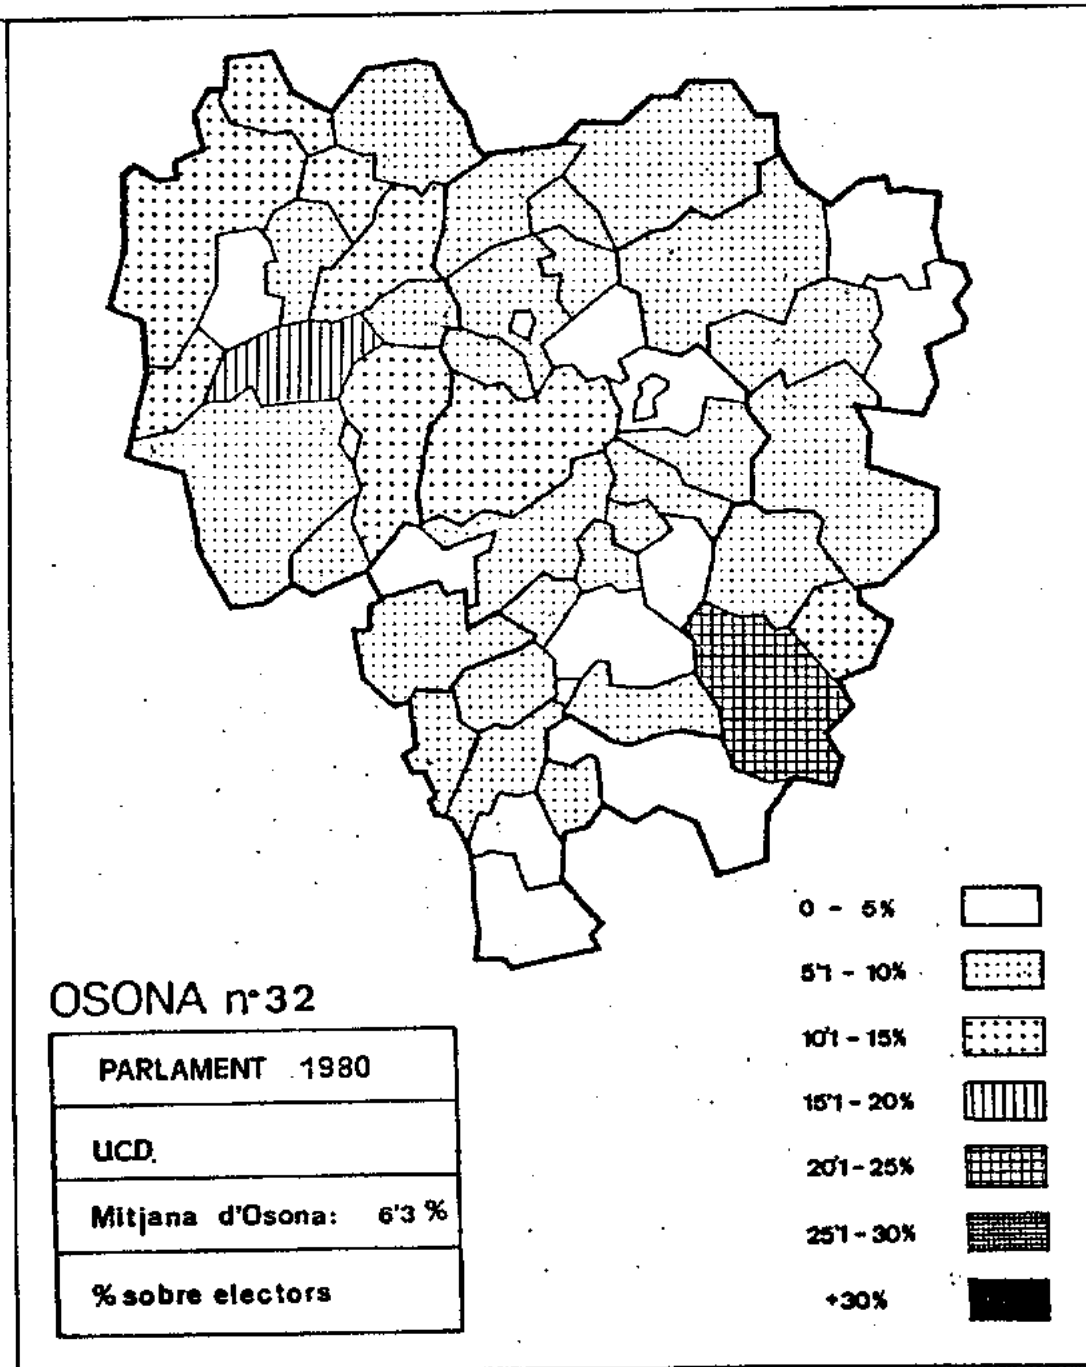 0 - 5%
5'1 - 10%
10'1 - 15%
15'1 - 20%
20'1 - 25%
25'1 - 30%
+30%
OSONA nº32
PARLAMENT 1980
UCD.
Mitjana d'Osona: 6'3 %
% sobre electors